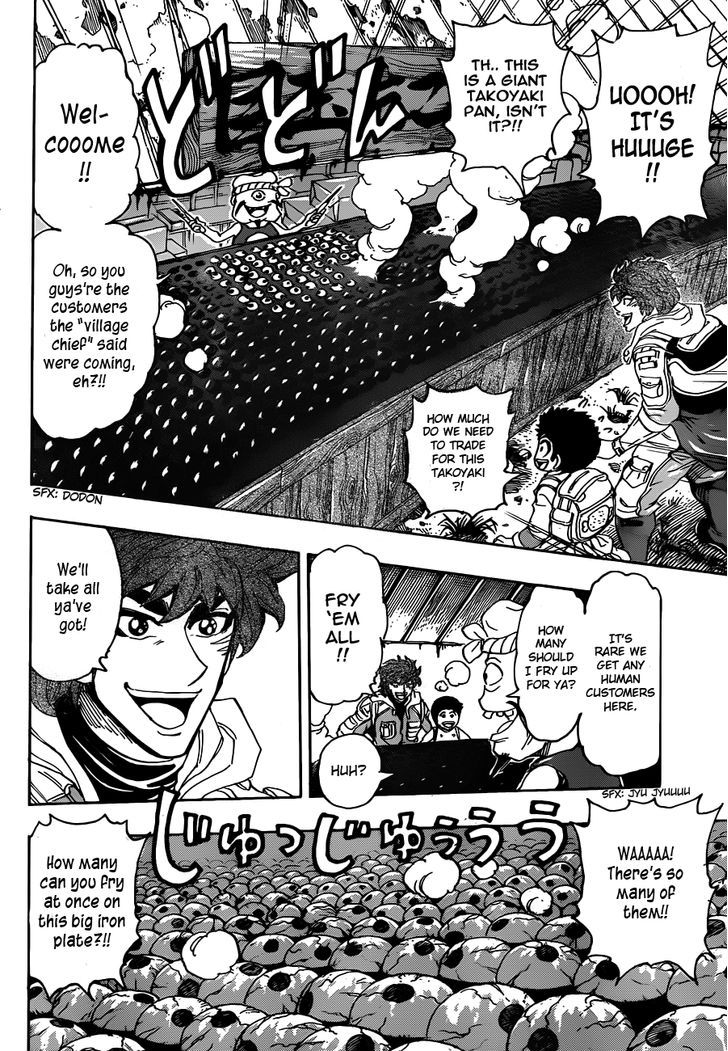 UOOOH!
IT'S
HUUUGE
!!
TH.. THIS
IS A GIANT
TAKOYAKI
PAN, ISN'T
IT?!!
どどん
Wel-
cooome
!!
Oh, so you
guys're the
customers
the "village
chief" said
were coming,
eh?!!
HOW MUCH
DO WE NEED
TO TRADE
FOR THIS
TAKOYAKI
?!
SFX: DODON
IT'S
RARE WE
GET ANY
HUMAN
CUSTOMERS
HERE.
HOW
MANY
SHOULD
I FRY UP
FOR YA?
FRY
'EM
ALL
!!
HUH?
We'll
take all
ya've
got!
SFX: JYU JYUUUU
じゅっじゅうううう
WAAAAA!
There's so
many of
them!!
How many
can you fry
at once on
this big iron
plate?!!